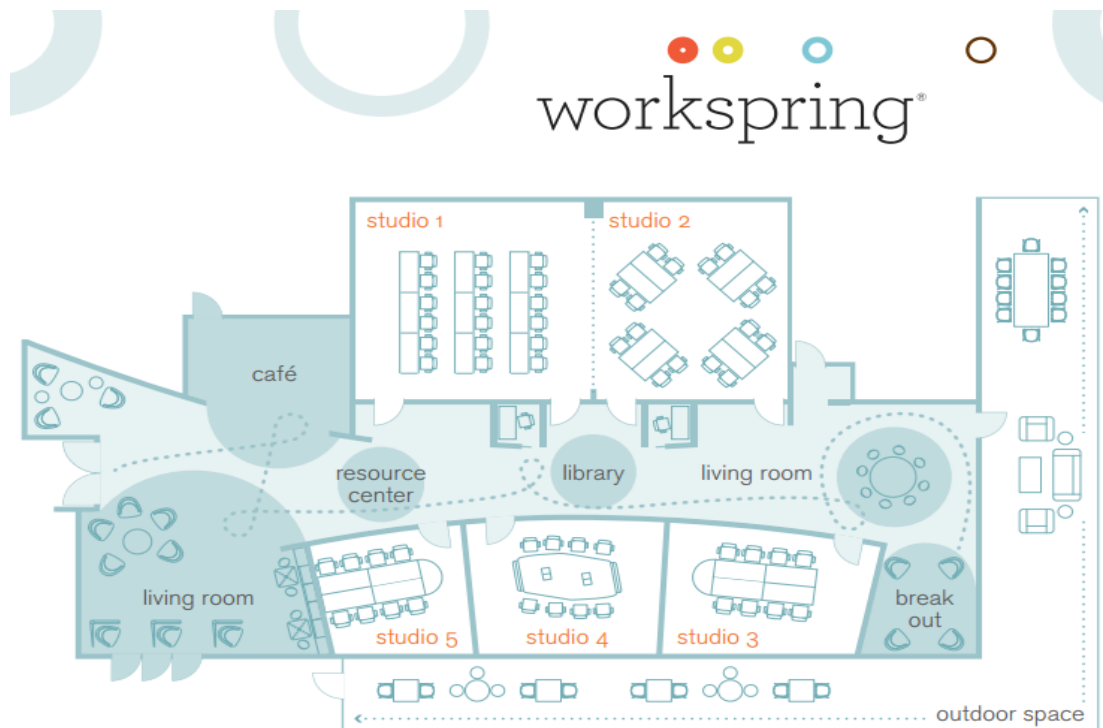 workspring®
studio 1
studio 2
café
resource
center
library
living room
living room
break
out
studio 5
studio 4
studio 3
outdoor space